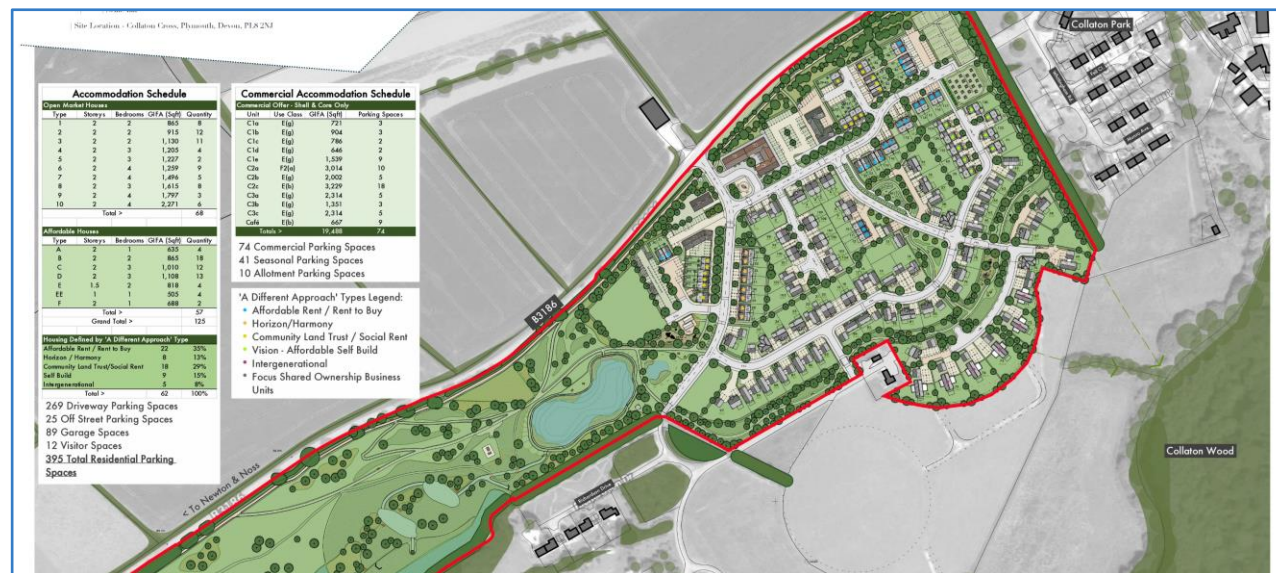 | Site Location - Collaton Cross, Plymouth, Devon, PL8 2NJ
Accommodation Schedule
Open Market Houses
Type Storeys Bedrooms GIFA (Sqft) Quantity
1 2 2 865 8
2 2 2 915 12
3 2 2 1,130 11
4 2 3 1,205 4
5 2 3 1,227 2
6 2 4 1,259 9
7 2 4 1,496 5
8 2 3 1,615 8
9 2 4 1,797 3
10 2 4 2,271 6
Total > 68
Affordable Houses
Type Storeys Bedrooms GIFA (Sqft) Quantity
A 2 1 635 4
B 2 2 865 18
C 2 3 1,010 12
D 2 3 1,108 13
E 1.5 2 818 4
EE 1 1 505 4
F 2 1 688 2
Total > 57
Grand Total > 125
Housing Defined by 'A Different Approach' Type
Affordable Rent / Rent to Buy 22 35%
Horizon / Harmony 8 13%
Community Land Trust/Social Rent 18 29%
Self Build 9 15%
Intergenerational 5 8%
Total > 62 100%
269 Driveway Parking Spaces
25 Off Street Parking Spaces
89 Garage Spaces
12 Visitor Spaces
395 Total Residential Parking
Spaces
Commercial Accommodation Schedule
Commercial Offer - Shell & Core Only
Unit Use Class GIFA (Sqft) Parking Spaces
C1a E(g) 721 3
C1b E(g) 904 3
C1c E(g) 786 2
C1d E(g) 646 2
C1e E(g) 1,539 9
C2a F2(a) 3,014 10
C2b E(g) 2,002 5
C2c E(b) 3,229 18
C3a E(g) 2,314 5
C3b E(g) 1,351 3
C3c E(g) 2,314 5
Café E(b) 667 9
Totals > 19,488 74
74 Commercial Parking Spaces
41 Seasonal Parking Spaces
10 Allotment Parking Spaces
'A Different Approach' Types Legend:
Affordable Rent / Rent to Buy
Horizon/Harmony
Community Land Trust / Social Rent
Vision - Affordable Self Build
Intergenerational
Focus Shared Ownership Business
Units
Collaton Park
B3186
Collaton Wood
< To Newton & Noss
B3186